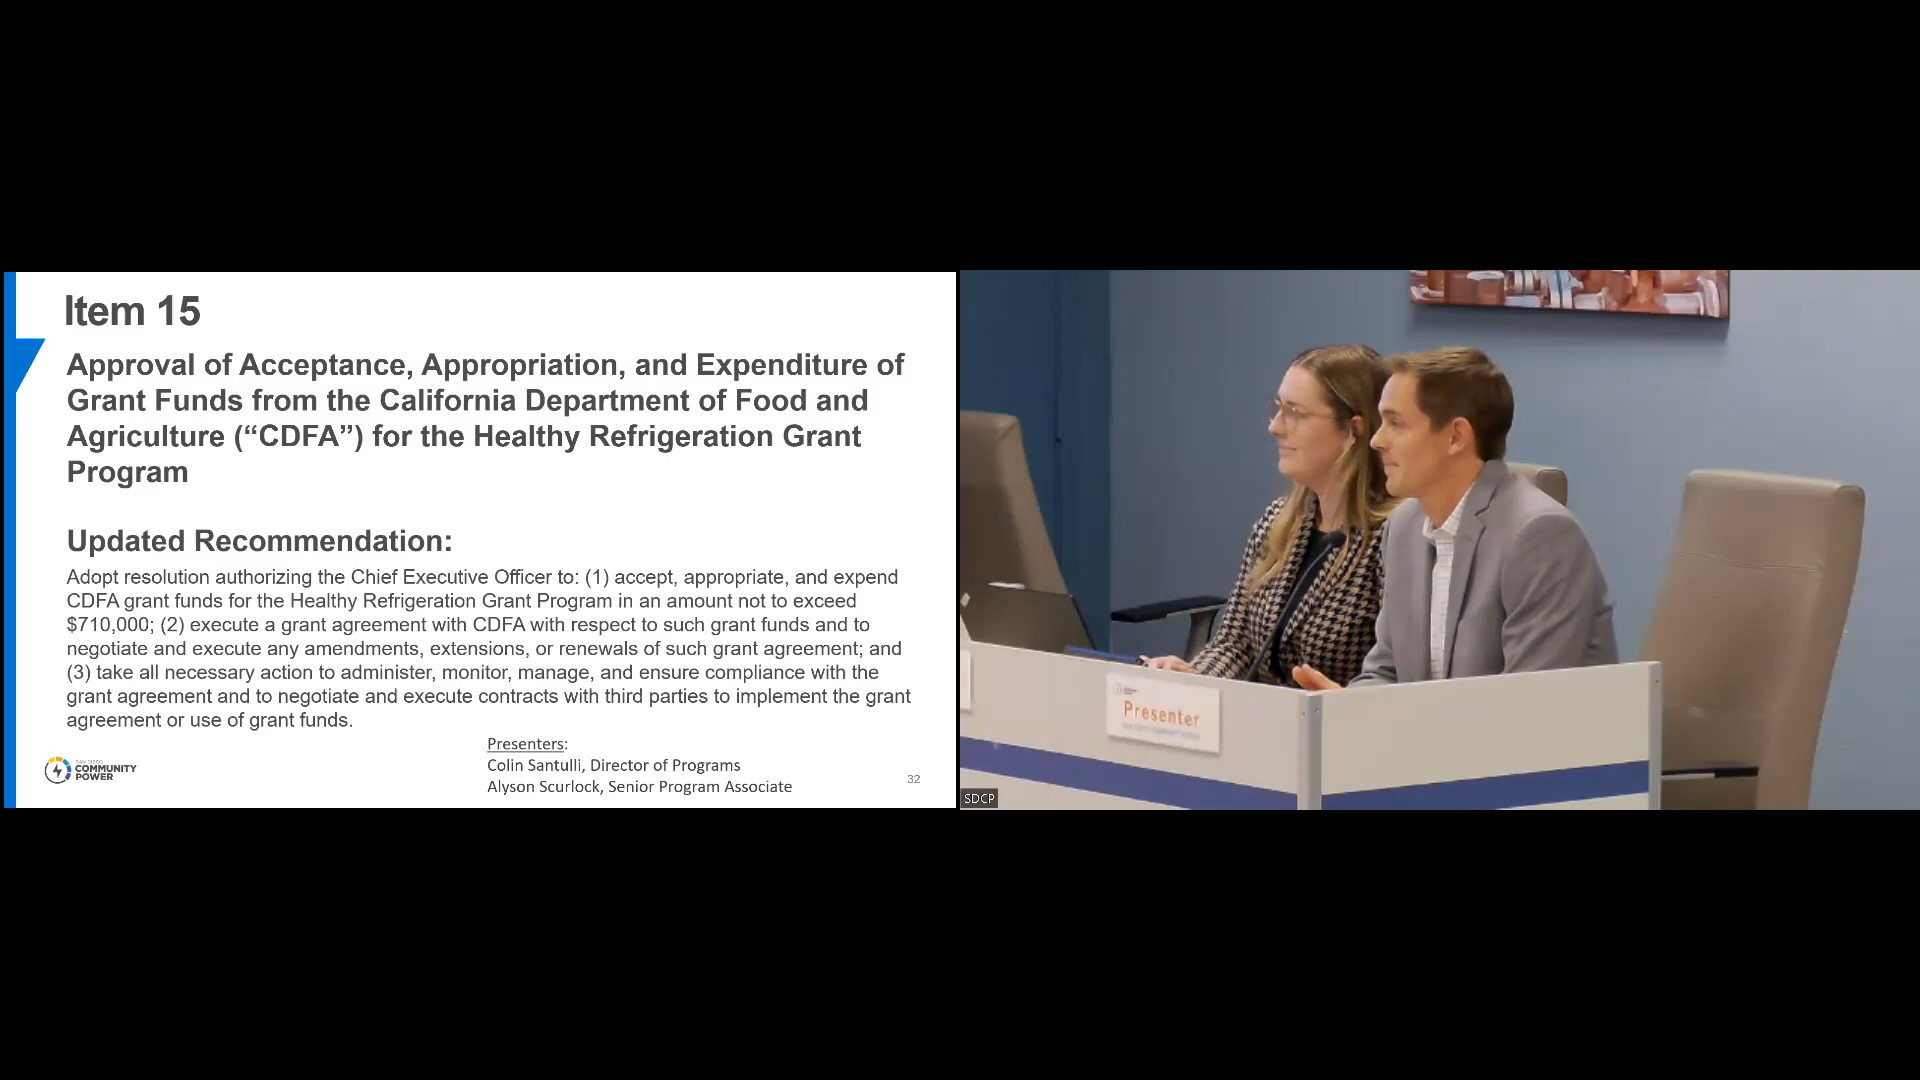 Item 15
Approval of Acceptance, Appropriation, and Expenditure of
Grant Funds from the California Department of Food and
Agriculture (“CDFA”) for the Healthy Refrigeration Grant
Program
Updated Recommendation:
Adopt resolution authorizing the Chief Executive Officer to: (1) accept, appropriate, and expend
CDFA grant funds for the Healthy Refrigeration Grant Program in an amount not to exceed
$710,000; (2) execute a grant agreement with CDFA with respect to such grant funds and to
negotiate and execute any amendments, extensions, or renewals of such grant agreement; and
(3) take all necessary action to administer, monitor, manage, and ensure compliance with the
grant agreement and to negotiate and execute contracts with third parties to implement the grant
agreement or use of grant funds.
Presenters:
Colin Santulli, Director of Programs
Alyson Scurlock, Senior Program Associate
SAN DIEGO
COMMUNITY
POWER
32
Presenter
SDCP